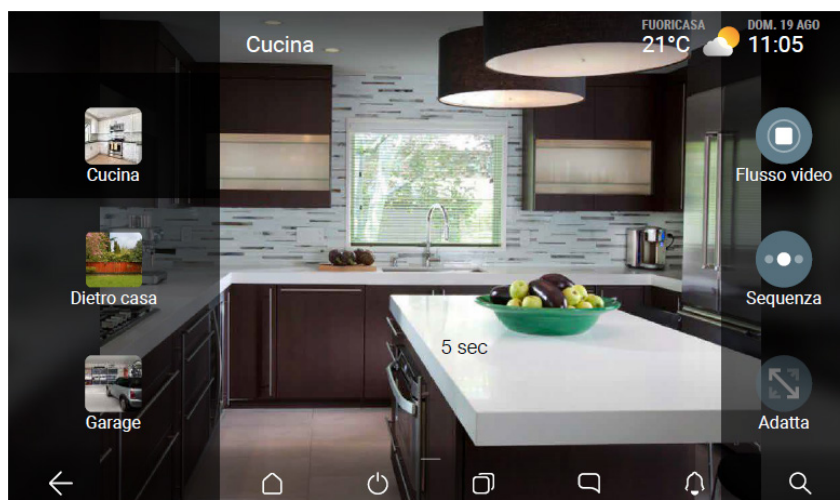 Cucina
FUORICASA
21°C
DOM. 19 AGO
11:05
Cucina
Flusso video
Dietro casa
Sequenza
5 sec
Garage
Adatta